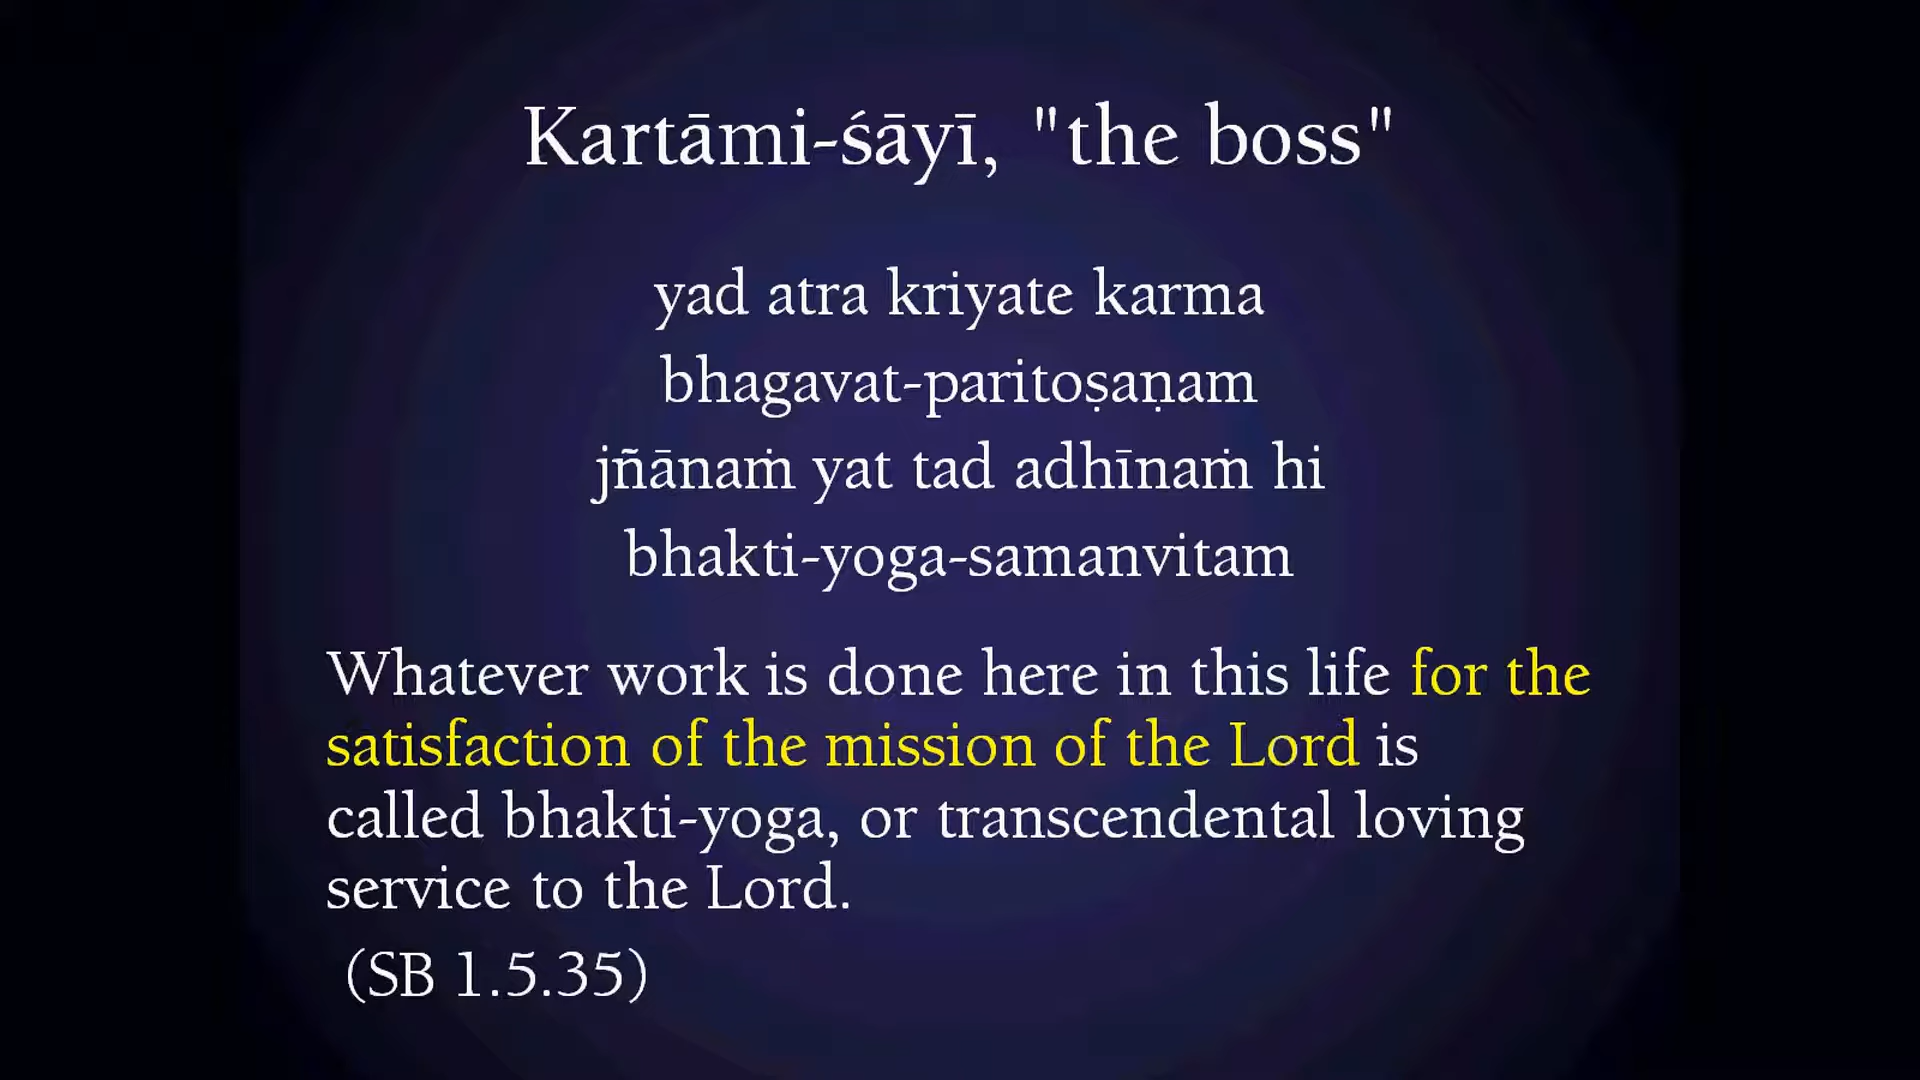 Kartāmi-śāyī, "the boss"
yad atra kriyate karma
bhagavat-paritoṣaṇam
jñānaṁ yat tad adhīnaṁ hi
bhakti-yoga-samanvitam
Whatever work is done here in this life for the
satisfaction of the mission of the Lord is
called bhakti-yoga, or transcendental loving
service to the Lord.
(SB 1.5.35)